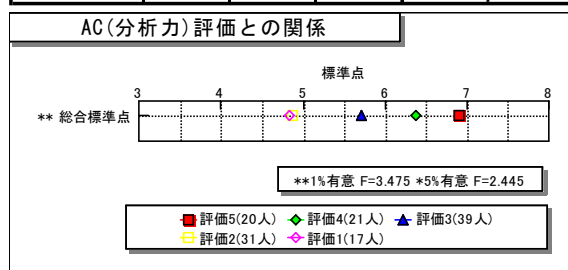 AC(分析力)評価との関係
標準点
3 4 5 6 7 8
** 総合標準点
**1%有意 F=3.475 *5%有意 F=2.445
評価5(20人) 評価4(21人) 評価3(39人)
評価2(31人) 評価1(17人)